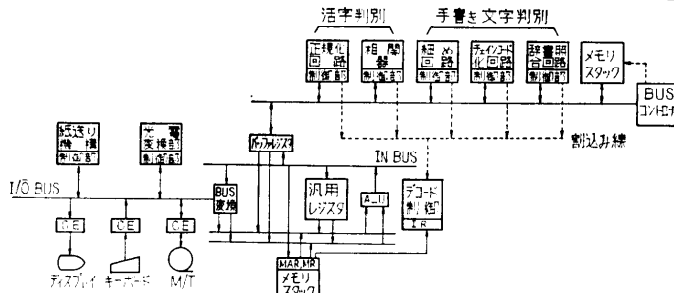 活字判別
手書き文字判別
正規化
回路
制御部
相関
器
制御部
細め
回路
制御部
チェインコード
化回路
制御部
辞書照
合回路
制御部
メモリ
スタック
BUS
コントローラ
紙送り
機構
制御部
光電
変換部
制御部
バッファレジスタ
割込み線
IN BUS
I/O BUS
BUS
変換
汎用
レジスタ
ALU
デコード
制御
IR
CE
CE
CE
ディスプレイ
キーボード
M/T
MAR, MR
メモリ
スタック